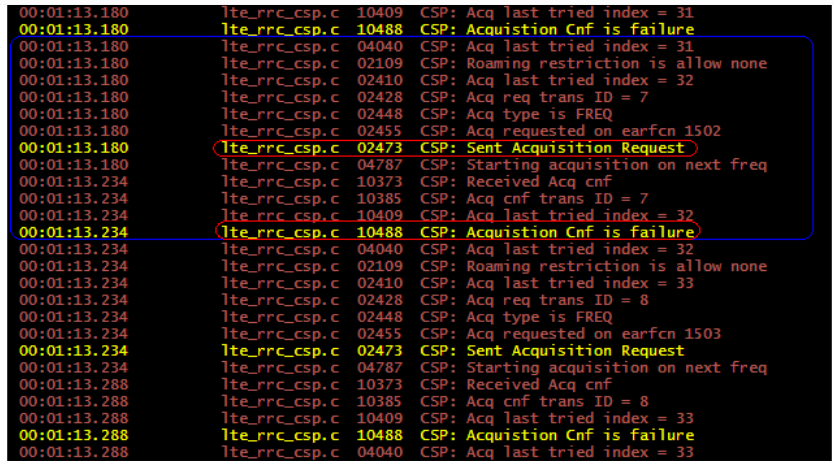 00:01:13.180 lte_rrc_csp.c 10409 CSP: Acq last tried index = 31
00:01:13.180 lte_rrc_csp.c 10488 CSP: Acquistion Cnf is failure
00:01:13.180 lte_rrc_csp.c 04040 CSP: Acq last tried index = 31
00:01:13.180 lte_rrc_csp.c 02109 CSP: Roaming restriction is allow none
00:01:13.180 lte_rrc_csp.c 02410 CSP: Acq last tried index = 32
00:01:13.180 lte_rrc_csp.c 02428 CSP: Acq req trans ID = 7
00:01:13.180 lte_rrc_csp.c 02448 CSP: Acq type is FREQ
00:01:13.180 lte_rrc_csp.c 02455 CSP: Acq requested on earfcn 1502
00:01:13.180 lte_rrc_csp.c 02473 CSP: Sent Acquisition Request
00:01:13.180 lte_rrc_csp.c 04787 CSP: Starting acquisition on next freq
00:01:13.234 lte_rrc_csp.c 10373 CSP: Received Acq cnf
00:01:13.234 lte_rrc_csp.c 10385 CSP: Acq cnf trans ID = 7
00:01:13.234 lte_rrc_csp.c 10409 CSP: Acq last tried index = 32
00:01:13.234 lte_rrc_csp.c 10488 CSP: Acquistion Cnf is failure
00:01:13.234 lte_rrc_csp.c 04040 CSP: Acq last tried index = 32
00:01:13.234 lte_rrc_csp.c 02109 CSP: Roaming restriction is allow none
00:01:13.234 lte_rrc_csp.c 02410 CSP: Acq last tried index = 33
00:01:13.234 lte_rrc_csp.c 02428 CSP: Acq req trans ID = 8
00:01:13.234 lte_rrc_csp.c 02448 CSP: Acq type is FREQ
00:01:13.234 lte_rrc_csp.c 02455 CSP: Acq requested on earfcn 1503
00:01:13.234 lte_rrc_csp.c 02473 CSP: Sent Acquisition Request
00:01:13.234 lte_rrc_csp.c 04787 CSP: Starting acquisition on next freq
00:01:13.288 lte_rrc_csp.c 10373 CSP: Received Acq cnf
00:01:13.288 lte_rrc_csp.c 10385 CSP: Acq cnf trans ID = 8
00:01:13.288 lte_rrc_csp.c 10409 CSP: Acq last tried index = 33
00:01:13.288 lte_rrc_csp.c 10488 CSP: Acquistion Cnf is failure
00:01:13.288 lte_rrc_csp.c 04040 CSP: Acq last tried index = 33